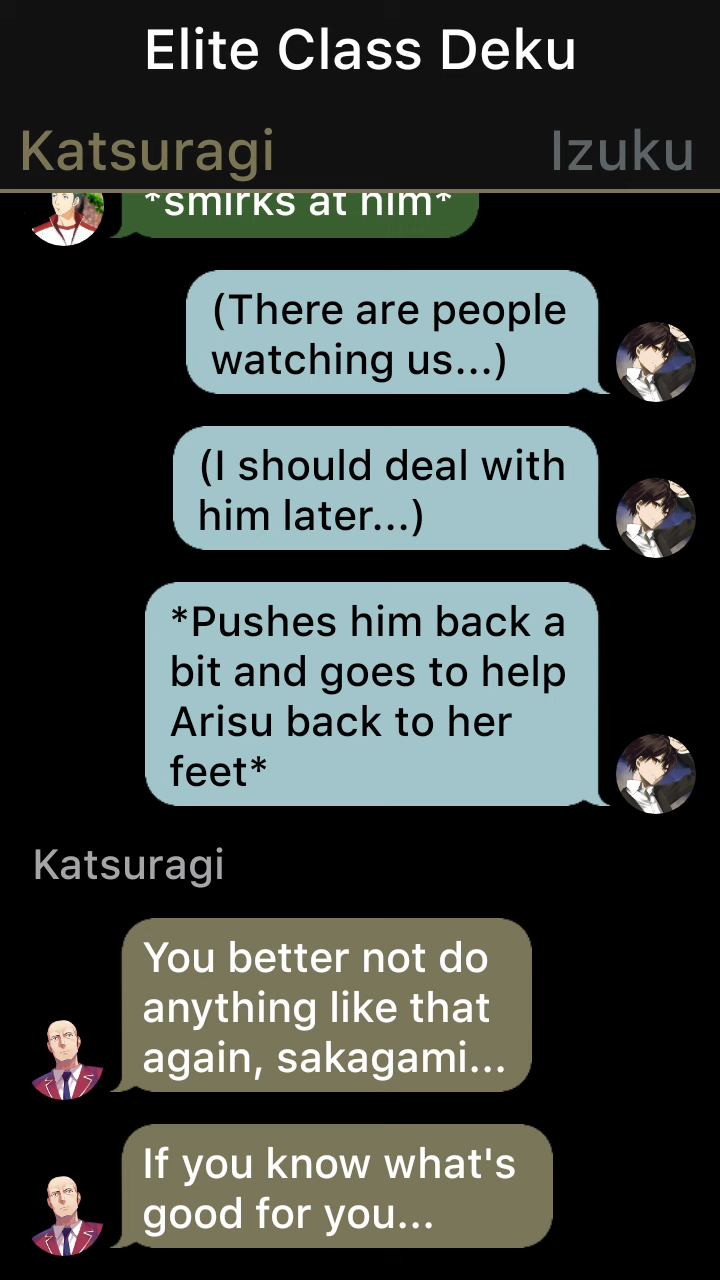 Elite Class Deku
Katsuragi
Izuku
*smirks at him*
(There are people
watching us...)
(I should deal with
him later...)
*Pushes him back a
bit and goes to help
Arisu back to her
feet*
Katsuragi
You better not do
anything like that
again, sakagami...
If you know what's
good for you...